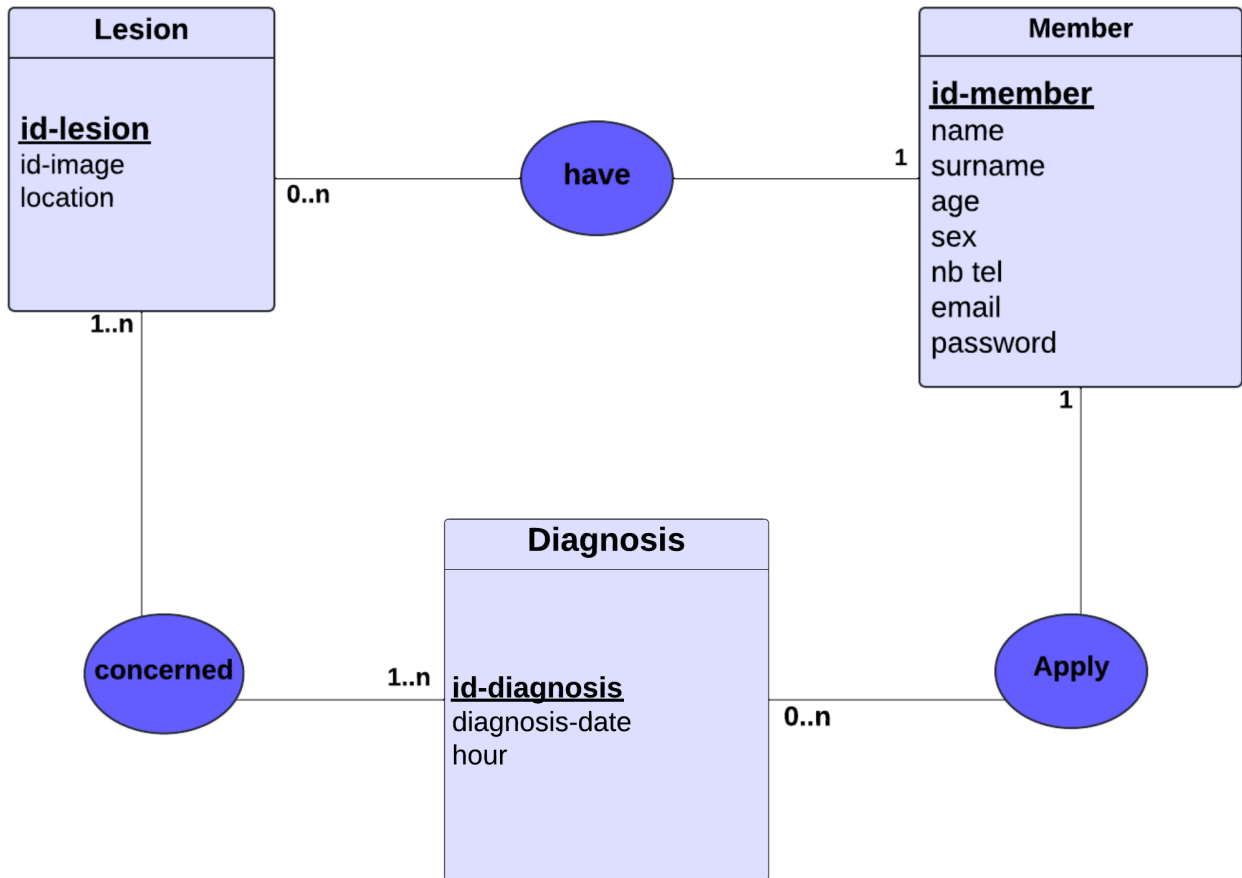 Lesion
id-lesion
id-image
location
0..n
1..n
have
1
Member
id-member
name
surname
age
sex
nb tel
email
password
1
concerned
1..n
Diagnosis
id-diagnosis
diagnosis-date
hour
0..n
Apply